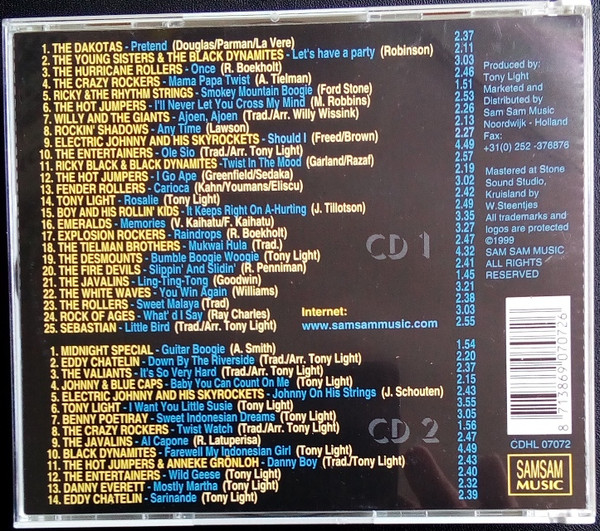 1. THE DAKOTAS - Pretend (Douglas/Parman/La Vere) 2.37
2. THE YOUNG SISTERS & THE BLACK DYNAMITES - Let's have a party (Robinson) 2.11
3. THE HURRICANE ROLLERS - Once (R. Boekholt) 3.03
4. THE CRAZY ROCKERS - Mama Papa Twist (A. Tielman) 2.46
5. RICKY &THE RHYTHM STRINGS - Smokey Mountain Boogie (Ford Stone) 1.51
6. THE HOT JUMPERS - I'll Never Let You Cross My Mind (M. Robbins) 2.53
7. WILLY AND THE GIANTS - Ajoen, Ajoen (Trad./Arr. Willy Wissink) 2.26
8. ROCKIN' SHADOWS - Any Time (Lawson) 2.13
9. ELECTRIC JOHNNY AND HIS SKYROCKETS - Should I (Freed/Brown) 2.27
10. THE ENTERTAINERS - Ole Sio (Trad./Arr. Tony Light) 4.49
11. RICKY BLACK & BLACK DYNAMITES - Twist In The Mood (Garland/Razaf) 2.57
12. THE HOT JUMPERS - I Go Ape (Greenfield/Sedaka) 2.19
13. FENDER ROLLERS - Carioca (Kahn/Youmans/Eliscu) 3.02
14. TONY LIGHT - Rosalie (Tony Light) 2.42
15. BOY AND HIS ROLLIN' KIDS - It Keeps Right On A-Hurting (J. Tillotson) 2.49
16. EMERALDS - Memories (V. Kaihatu/F. Kaihatu) 3.35
17. EXPLOSION ROCKERS - Raindrops (R. Boekholt) 3.27
18. THE TIELMAN BROTHERS - Mukwai Hula (Trad.) 2.47
19. THE DESMOUNTS - Bumble Boogie Woogie (Tony Light) 4.32
20. THE FIRE DEVILS - Slippin' And Slidin' (R. Penniman) 2.41
21. THE JAVALINS - Ling-Ting-Tong (Goodwin) 1.45
22. THE WHITE WAVES - You Win Again (Williams) 3.21
23. THE ROLLERS - Sweet Malaya (Trad) 2.38
24. ROCK OF AGES - What' d I Say (Ray Charles) 3.03
25. SEBASTIAN - Little Bird (Trad./Arr. Tony Light) 2.55
CD 1
Internet:
www.samsammusic.com
1. MIDNIGHT SPECIAL - Guitar Boogie (A. Smith) 1.54
2. EDDY CHATELIN - Down By The Riverside (Trad./Arr. Tony Light) 2.20
3. THE VALIANTS - It's So Very Hard (Trad./Arr. Tony Light) 2.37
4. JOHNNY & BLUE CAPS - Baby You Can Count On Me (Tony Light) 2.15
5. ELECTRIC JOHNNY AND HIS SKYROCKETS - Johnny On His Strings (J. Schouten) 2.43
6. TONY LIGHT - I Want You Little Susie (Tony Light) 3.55
7. BENNY POETIRAY - Sweet Indonesian Dreams (Tony Light) 3.05
8. THE CRAZY ROCKERS - Twist Watch (Trad./Arr. Tony Light) 1.56
9. THE JAVALINS - Al Capone (R. Latuperisa) 2.47
10. BLACK DYNAMITES - Farewell My Indonesian Girl (Tony Light) 4.49
11. THE HOT JUMPERS & ANNEKE GRÖNLOH - Danny Boy (Trad./Tony Light) 2.43
12. THE ENTERTAINERS - Wild Geese (Tony Light) 2.40
13. DANNY EVERETT - Mostly Martha (Tony Light) 2.32
14. EDDY CHATELIN - Sarinande (Tony Light) 2.39
CD 2
Produced by:
Tony Light
Marketed and
Distributed by
Sam Sam Music
Noordwijk - Holland
Fax:
+31(0) 252 -376876
Mastered at Stone
Sound Studio,
Kruisland by
W.Steentjes
All trademarks and
logos are protected
©1999
SAM SAM MUSIC
ALL RIGHTS
RESERVED
8 713869 070726
CDHL 07072
SAMSAM
MUSIC